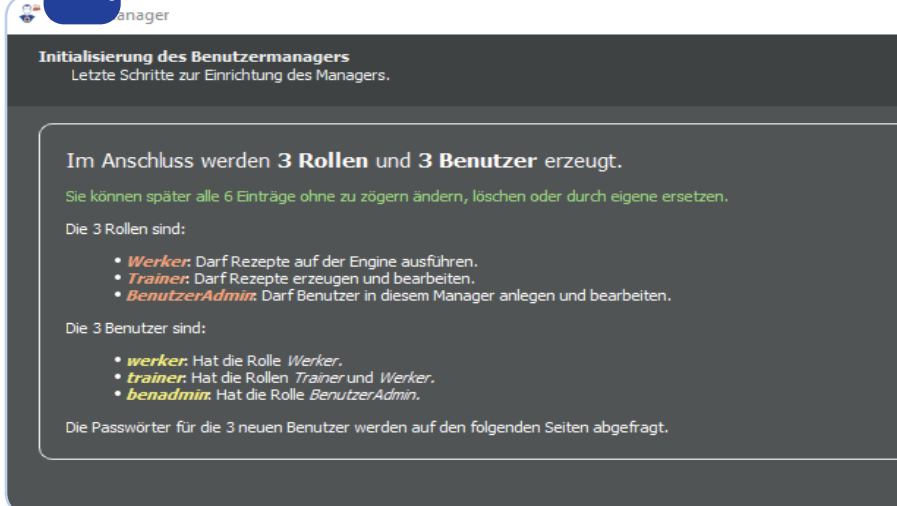 anager
Initialisierung des Benutzermanagers
Letzte Schritte zur Einrichtung des Managers.
Im Anschluss werden 3 Rollen und 3 Benutzer erzeugt.
Sie können später alle 6 Einträge ohne zu zögern ändern, löschen oder durch eigene ersetzen.
Die 3 Rollen sind:
• Werker: Darf Rezepte auf der Engine ausführen.
• Trainer: Darf Rezepte erzeugen und bearbeiten.
• BenutzerAdmin: Darf Benutzer in diesem Manager anlegen und bearbeiten.
Die 3 Benutzer sind:
• werker: Hat die Rolle Werker.
• trainer: Hat die Rollen Trainer und Werker.
• benadmin: Hat die Rolle BenutzerAdmin.
Die Passwörter für die 3 neuen Benutzer werden auf den folgenden Seiten abgefragt.